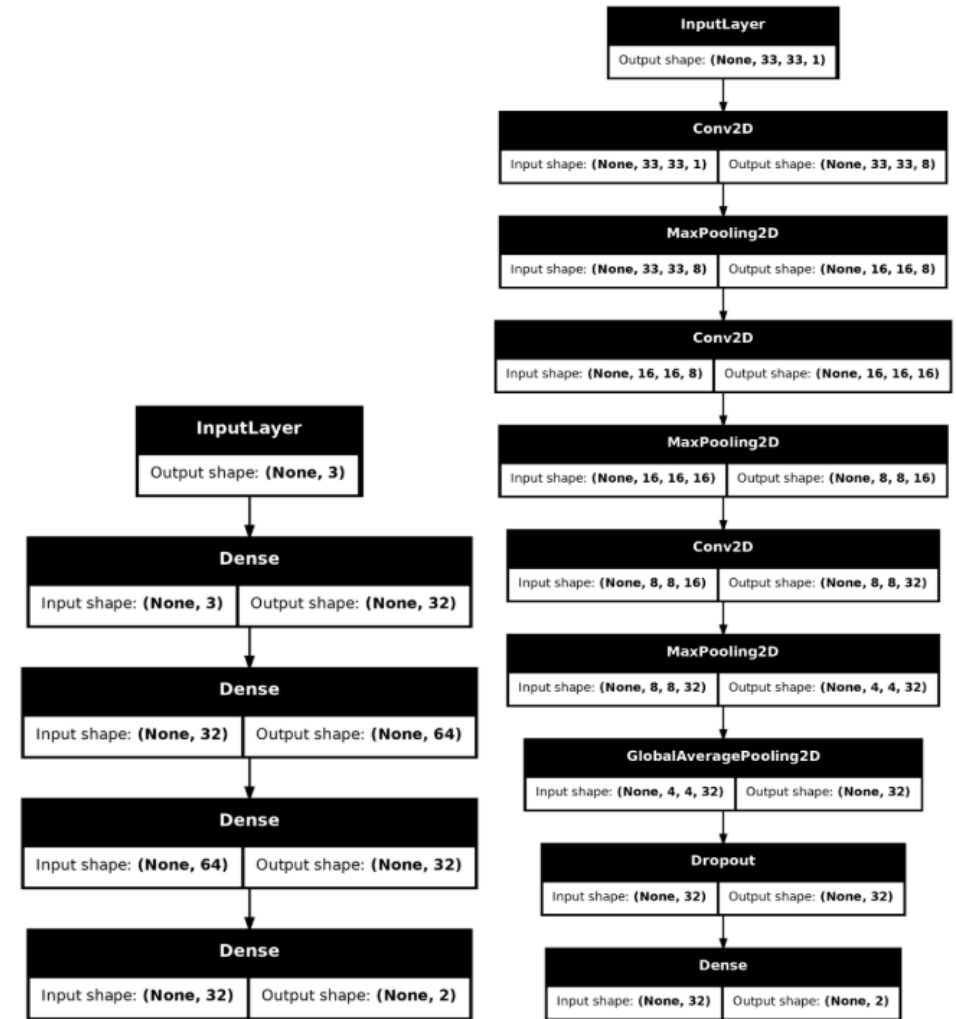 InputLayer
Output shape: (None, 3)
Dense
Input shape: (None, 3) Output shape: (None, 32)
Dense
Input shape: (None, 32) Output shape: (None, 64)
Dense
Input shape: (None, 64) Output shape: (None, 32)
Dense
Input shape: (None, 32) Output shape: (None, 2)
InputLayer
Output shape: (None, 33, 33, 1)
Conv2D
Input shape: (None, 33, 33, 1) Output shape: (None, 33, 33, 8)
MaxPooling2D
Input shape: (None, 33, 33, 8) Output shape: (None, 16, 16, 8)
Conv2D
Input shape: (None, 16, 16, 8) Output shape: (None, 16, 16, 16)
MaxPooling2D
Input shape: (None, 16, 16, 16) Output shape: (None, 8, 8, 16)
Conv2D
Input shape: (None, 8, 8, 16) Output shape: (None, 8, 8, 32)
MaxPooling2D
Input shape: (None, 8, 8, 32) Output shape: (None, 4, 4, 32)
GlobalAveragePooling2D
Input shape: (None, 4, 4, 32) Output shape: (None, 32)
Dropout
Input shape: (None, 32) Output shape: (None, 32)
Dense
Input shape: (None, 32) Output shape: (None, 2)